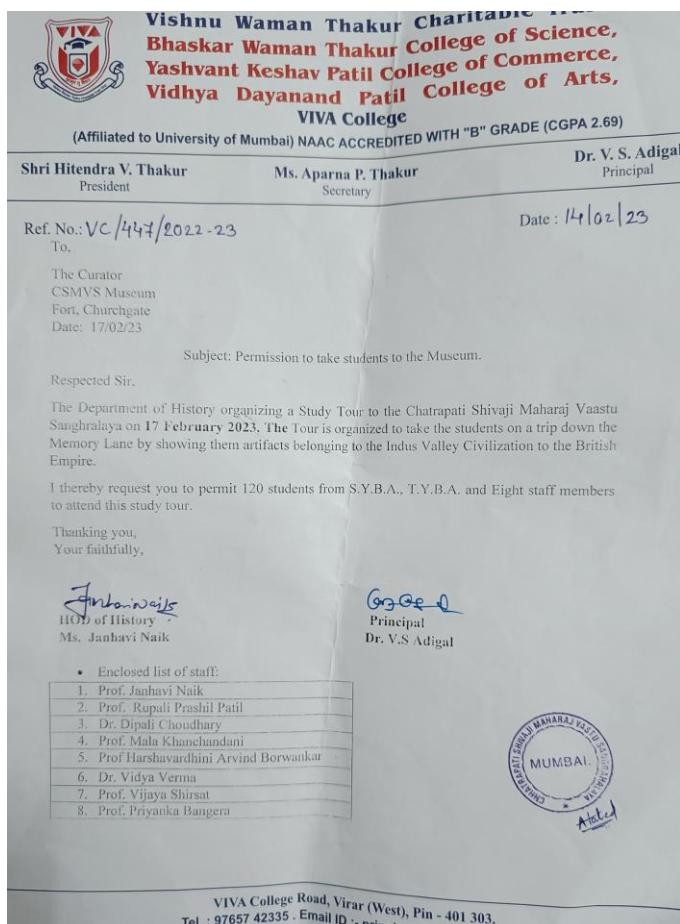 VIVA
Vishnu Waman Thakur Charitable
Bhaskar Waman Thakur College of Science,
Yashvant Keshav Patil College of Commerce,
Vidhya Dayanand Patil College of Arts,
VIVA College
(Affiliated to University of Mumbai) NAAC ACCREDITED WITH "B" GRADE (CGPA 2.69)
Shri Hitendra V. Thakur Ms. Aparna P. Thakur Dr. V. S. Adigal
President Secretary Principal
Ref. No.: VC/447/2022-23 Date : 14/02/23
To,
The Curator
CSMVS Museum
Fort, Churchgate
Date: 17/02/23
Subject: Permission to take students to the Museum.
Respected Sir.
The Department of History organizing a Study Tour to the Chatrapati Shivaji Maharaj Vaastu
Sanghralaya on 17 February 2023. The Tour is organized to take the students on a trip down the
Memory Lane by showing them artifacts belonging to the Indus Valley Civilization to the British
Empire.
I thereby request you to permit 120 students from S.Y.B.A., T.Y.B.A. and Eight staff members
to attend this study tour.
Thanking you,
Your faithfully,
HOD of History Principal
Ms. Janhavi Naik Dr. V.S Adigal
• Enclosed list of staff:
1. Prof. Janhavi Naik
2. Prof. Rupali Prashil Patil
3. Dr. Dipali Choudhary
4. Prof. Mala Khanchandani
5. Prof Harshavardhini Arvind Borwankar
6. Dr. Vidya Verma
7. Prof. Vijaya Shirsat
8. Prof. Priyanka Bangera
CHHATRAPATI SHIVAJI MAHARAJ VASTU
MUMBAI.
VIVA College Road, Virar (West), Pin - 401 303.
Tel. : 97657 42335 . Email ID :-